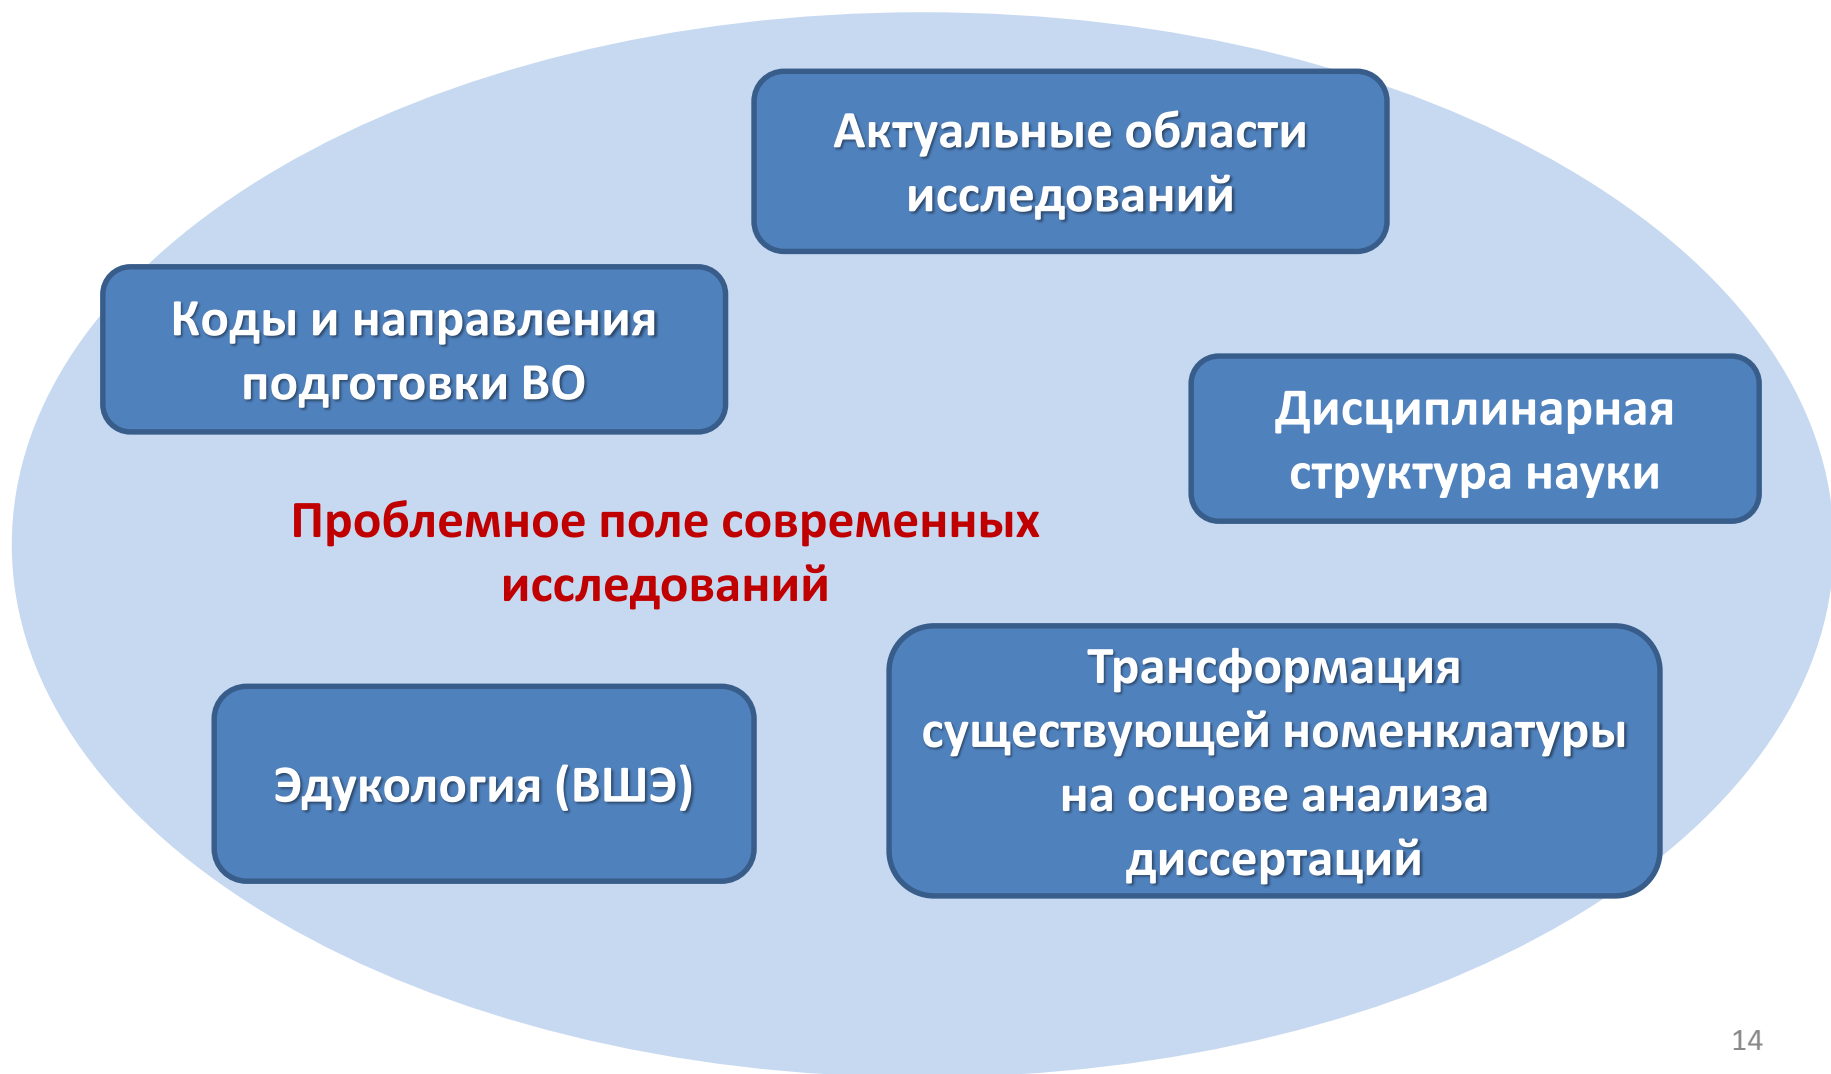 Актуальные области
исследований
Коды и направления
подготовки ВО
Дисциплинарная
структура науки
Проблемное поле современных
исследований
Трансформация
существующей номенклатуры
на основе анализа
диссертаций
Эдукология (ВШЭ)
14